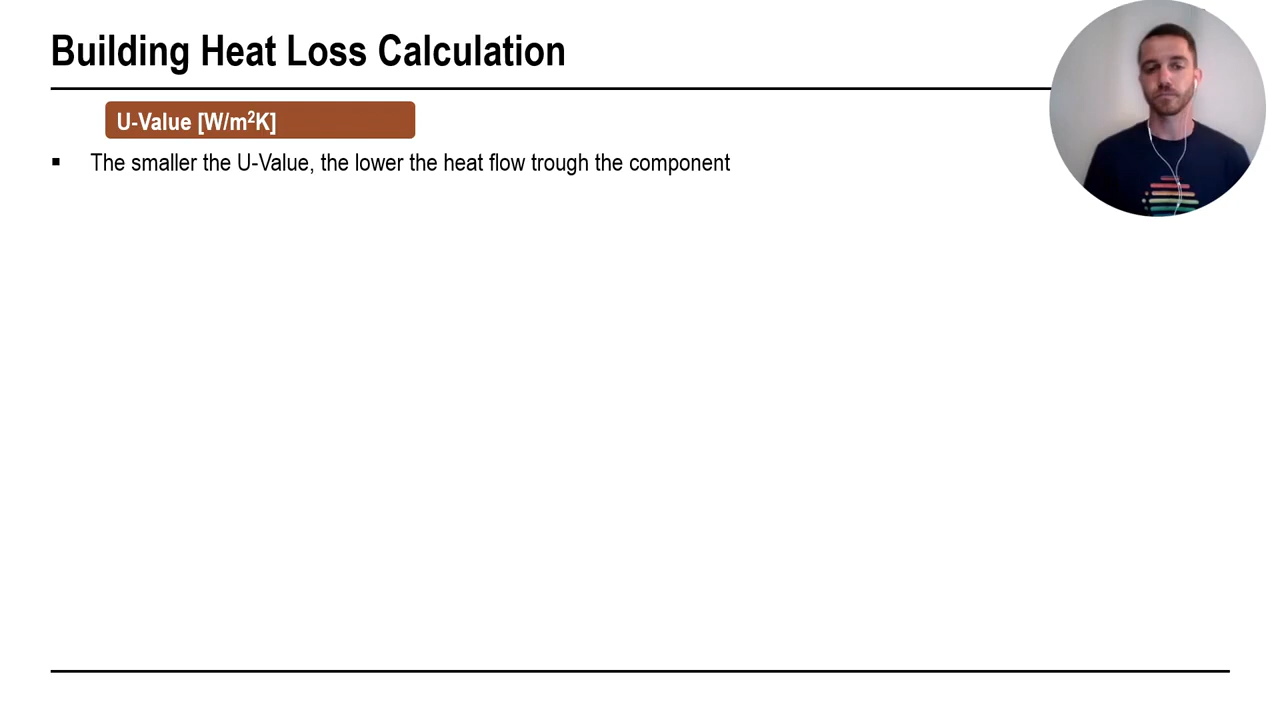 Building Heat Loss Calculation
U-Value [W/m²K]
▪ The smaller the U-Value, the lower the heat flow trough the component